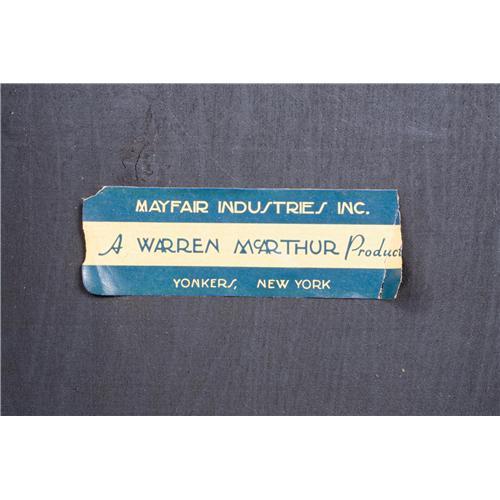 MAYFAIR INDUSTRIES INC.
A WARREN McARTHUR Product
YONKERS, NEW YORK